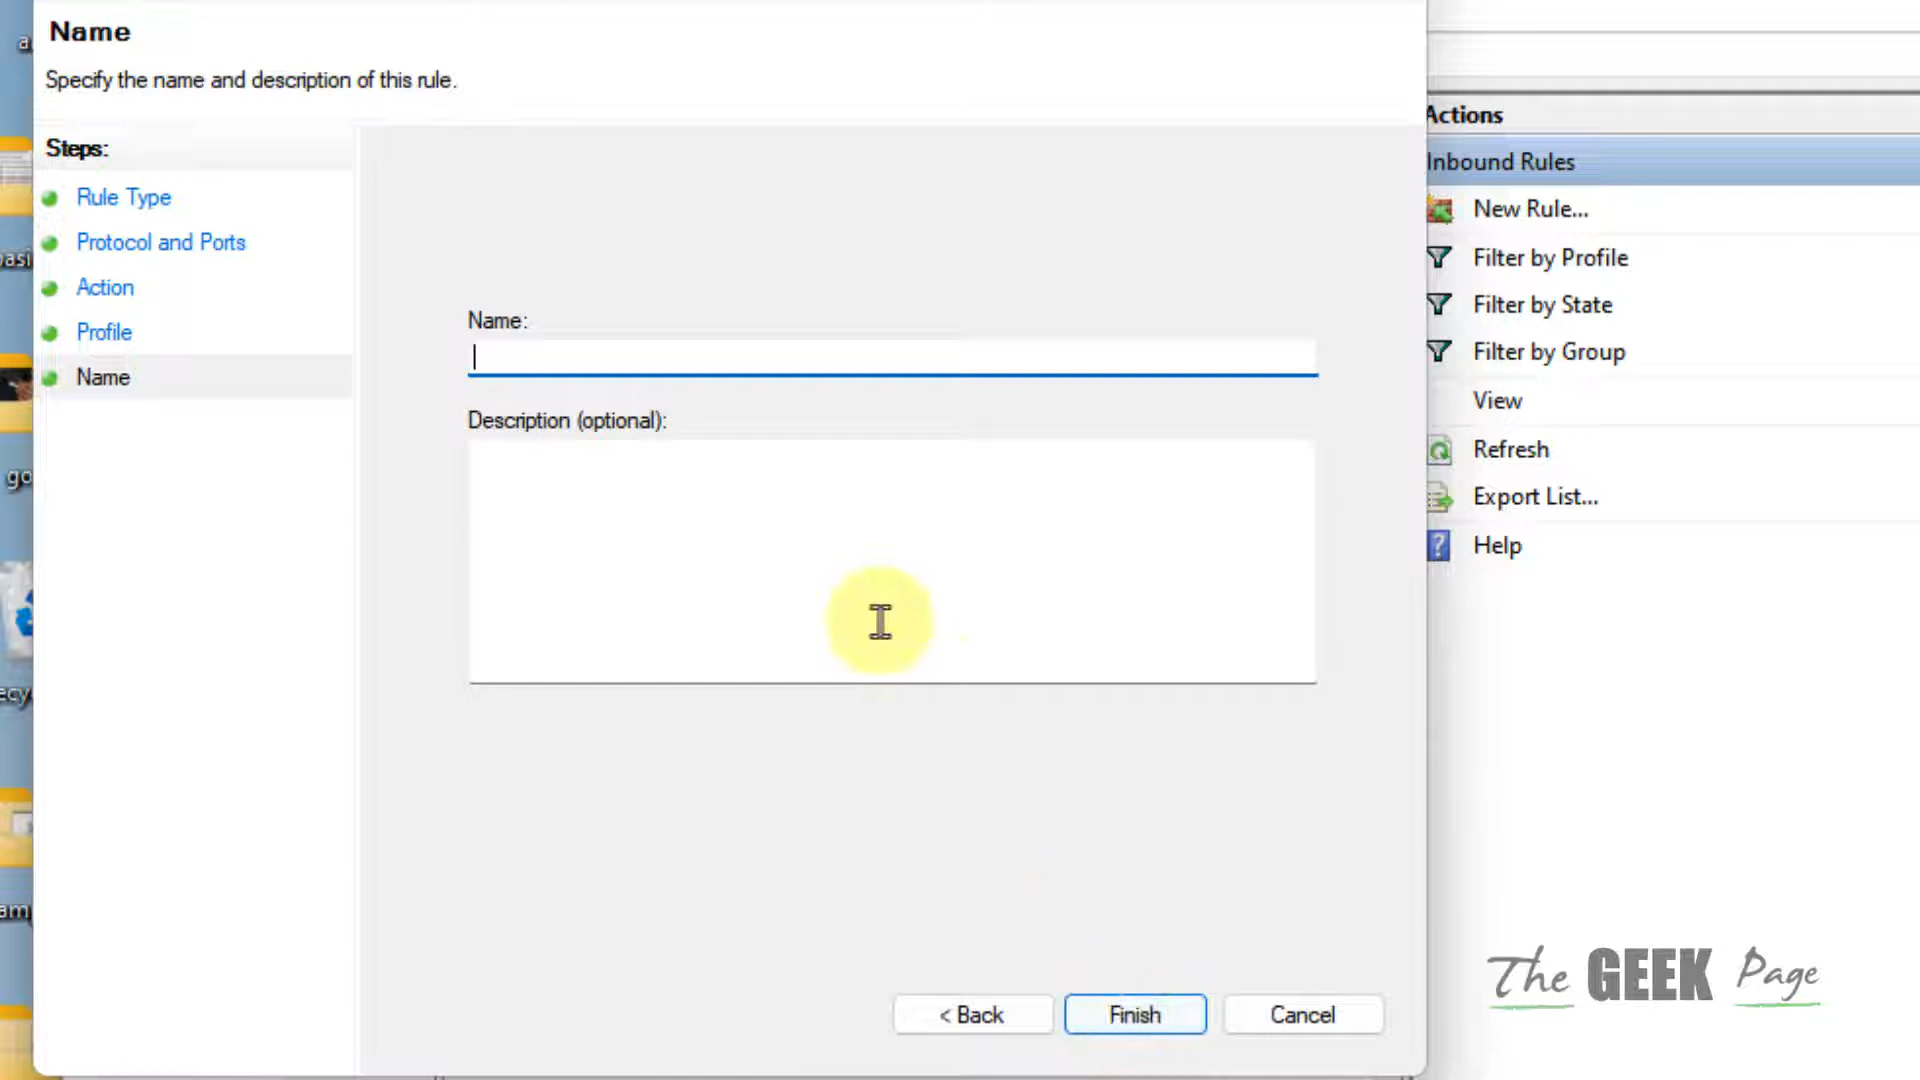 Name
Specify the name and description of this rule.
Steps:
Rule Type
Protocol and Ports
Action
Profile
Name
Name:
Description (optional):
< Back
Finish
Cancel
Actions
Inbound Rules
New Rule...
Filter by Profile
Filter by State
Filter by Group
View
Refresh
Export List...
Help
The GEEK Page